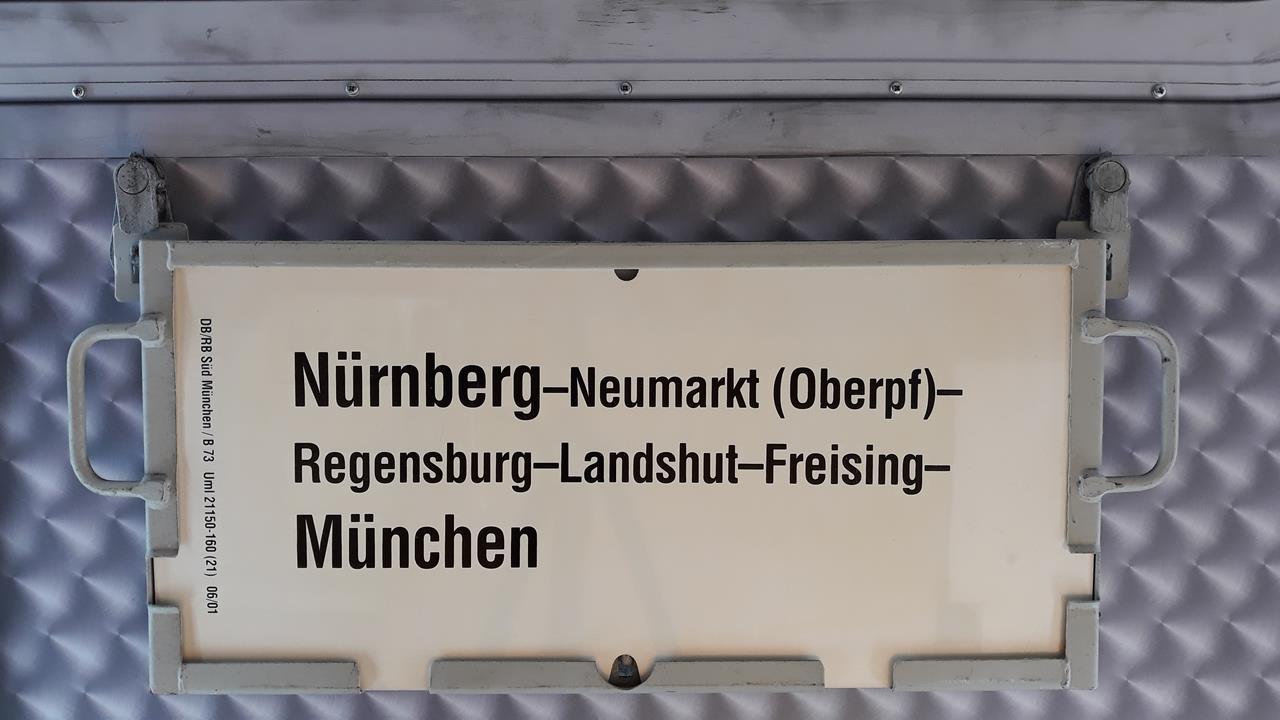 Nürnberg–Neumarkt (Oberpf)–
Regensburg–Landshut–Freising–
München
DB/RB Süd München / B 73 Uml 21150-160 (21) 06/01